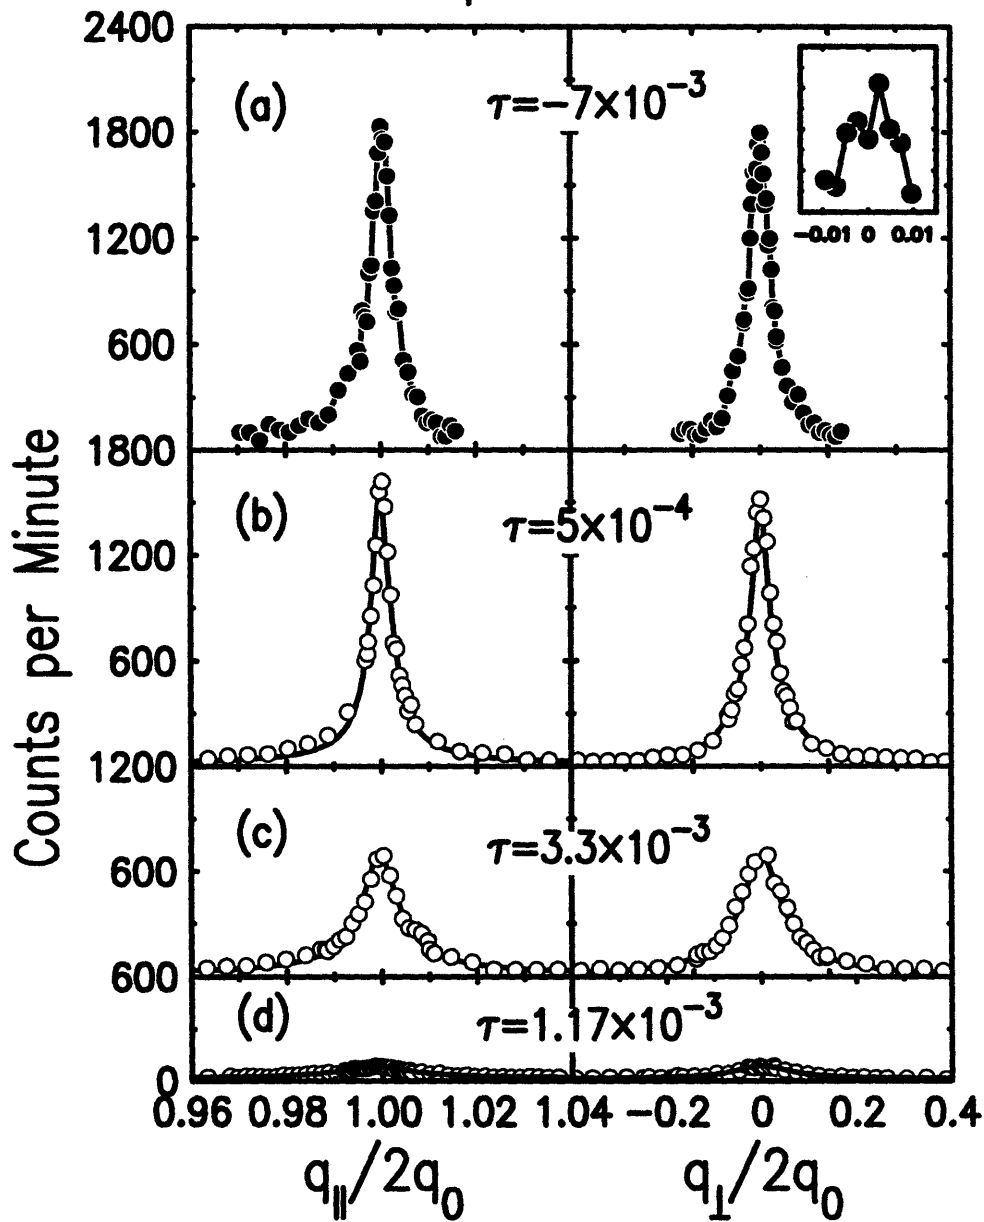 2400
(a)
τ=−7×10⁻³
1800
1200
600
−0.01 0 0.01
1800
(b)
τ=5×10⁻⁴
1200
600
1200
(c)
τ=3.3×10⁻³
600
600
(d)
τ=1.17×10⁻³
0
0.96 0.98 1.00 1.02 1.04 −0.2 0 0.2 0.4
q∥/2q₀ q⊥/2q₀
Counts per Minute